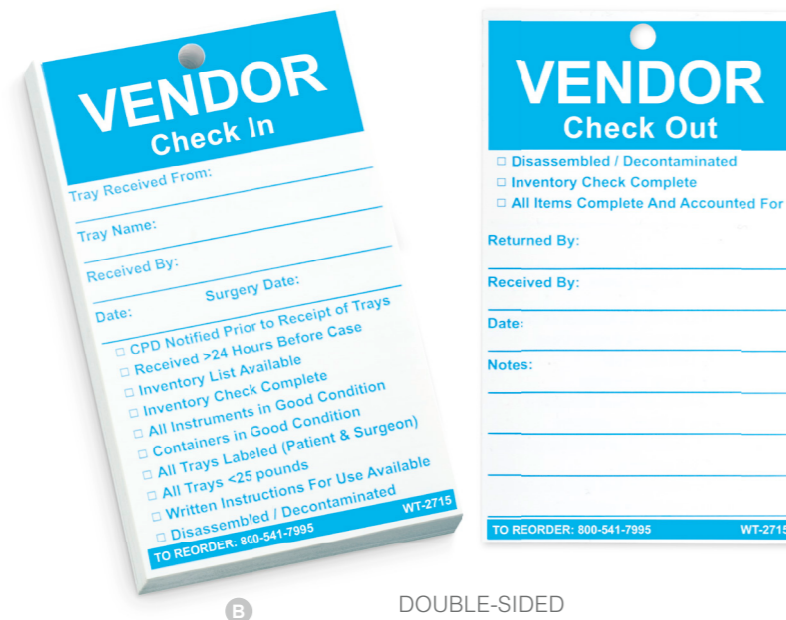 VENDOR
Check In
Tray Received From:
Tray Name:
Received By:
Date: Surgery Date:
□ CPD Notified Prior to Receipt of Trays
□ Received >24 Hours Before Case
□ Inventory List Available
□ Inventory Check Complete
□ All Instruments in Good Condition
□ Containers in Good Condition
□ All Trays Labeled (Patient & Surgeon)
□ All Trays <25 pounds
□ Written Instructions For Use Available
□ Disassembled / Decontaminated
TO REORDER: 800-541-7995 WT-2715
B
VENDOR
Check Out
□ Disassembled / Decontaminated
□ Inventory Check Complete
□ All Items Complete And Accounted For
Returned By:
Received By:
Date:
Notes:
TO REORDER: 800-541-7995 WT-2715
DOUBLE-SIDED